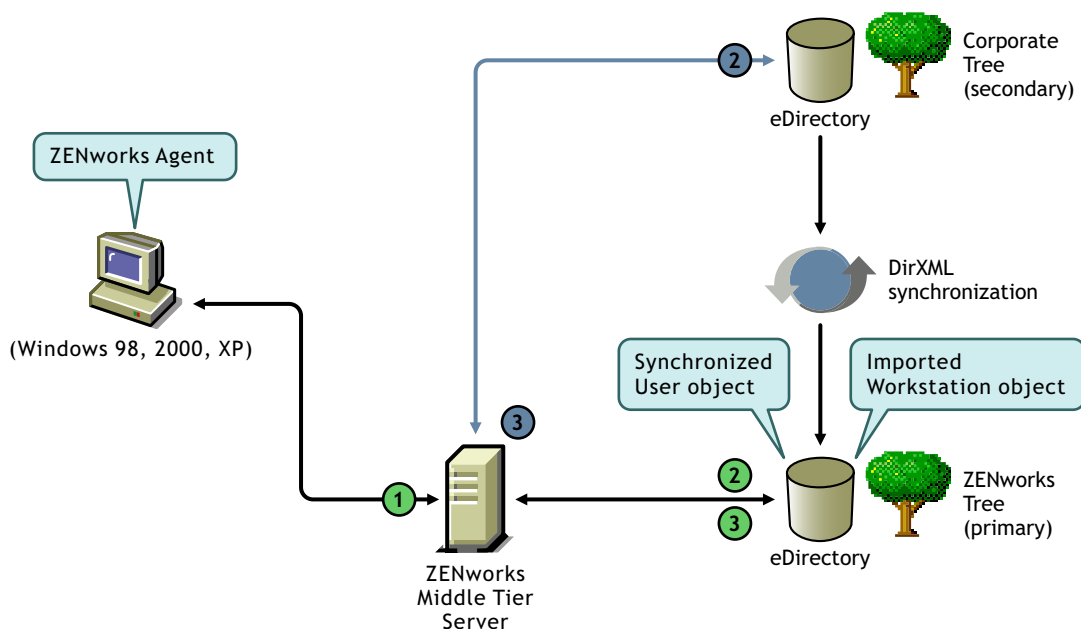 2
Corporate
Tree
(secondary)
eDirectory
ZENworks Agent
(Windows 98, 2000, XP)
DirXML
synchronization
Synchronized
User object
Imported
Workstation object
3
1
2
3
ZENworks
Tree
(primary)
eDirectory
ZENworks
Middle Tier
Server